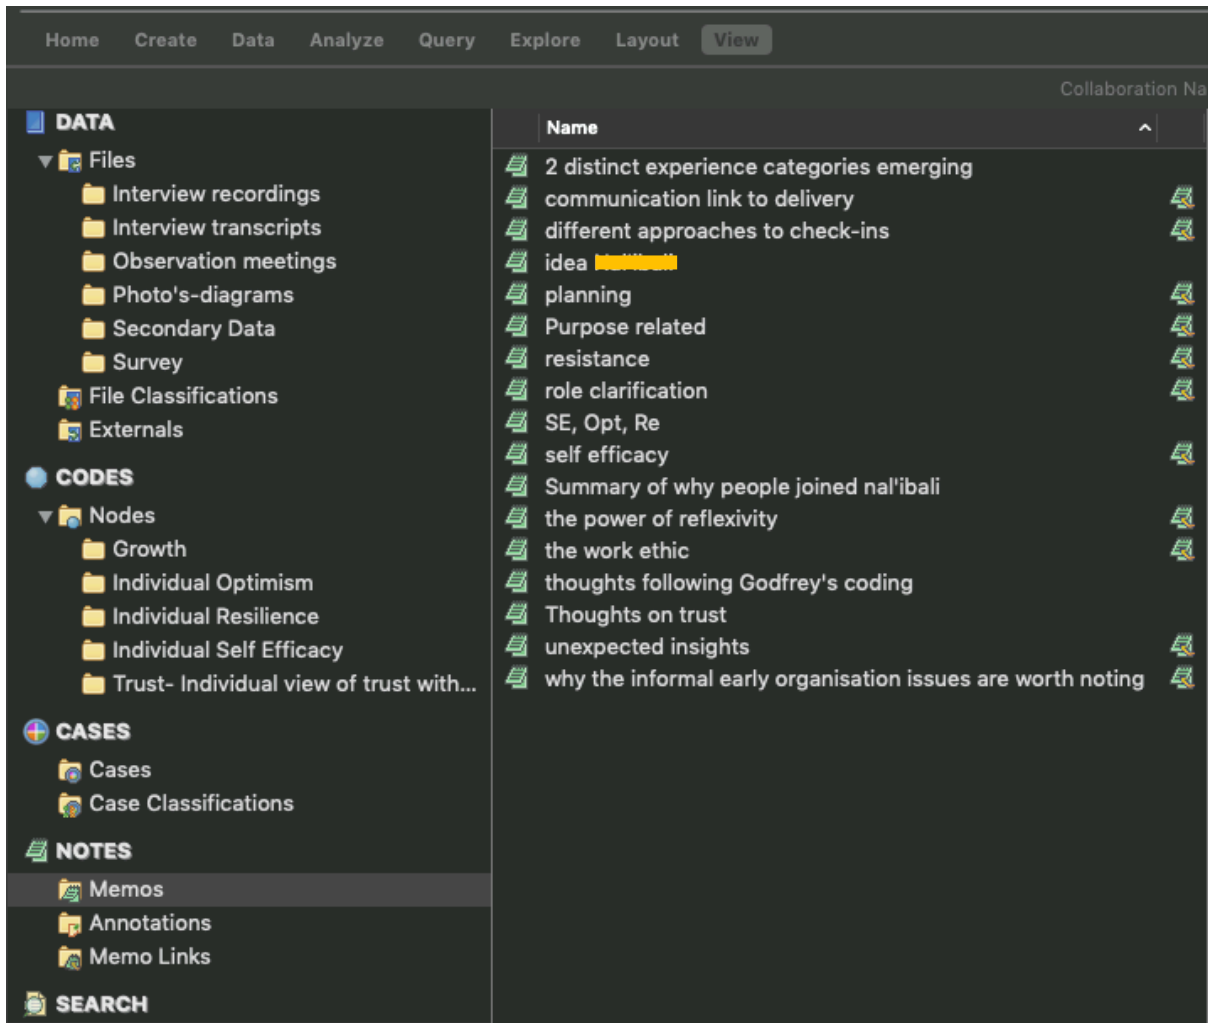 Home Create Data Analyze Query Explore Layout View
Collaboration Na
DATA
Files
Interview recordings
Interview transcripts
Observation meetings
Photo's-diagrams
Secondary Data
Survey
File Classifications
Externals
CODES
Nodes
Growth
Individual Optimism
Individual Resilience
Individual Self Efficacy
Trust- Individual view of trust with...
CASES
Cases
Case Classifications
NOTES
Memos
Annotations
Memo Links
SEARCH
Name
2 distinct experience categories emerging
communication link to delivery
different approaches to check-ins
idea
planning
Purpose related
resistance
role clarification
SE, Opt, Re
self efficacy
Summary of why people joined nal'ibali
the power of reflexivity
the work ethic
thoughts following Godfrey's coding
Thoughts on trust
unexpected insights
why the informal early organisation issues are worth noting